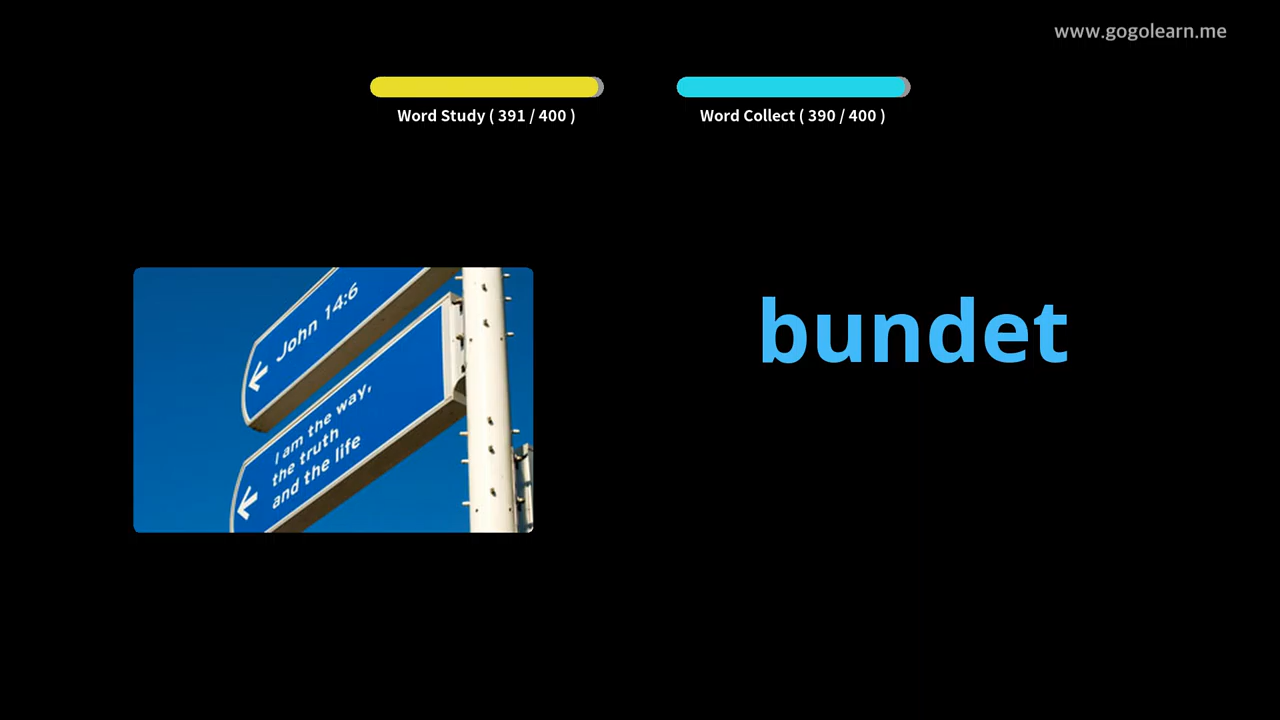 www.gogolearn.me
Word Study ( 391 / 400 )
Word Collect ( 390 / 400 )
John 14:6
I am the way,
the truth
and the life
bundet